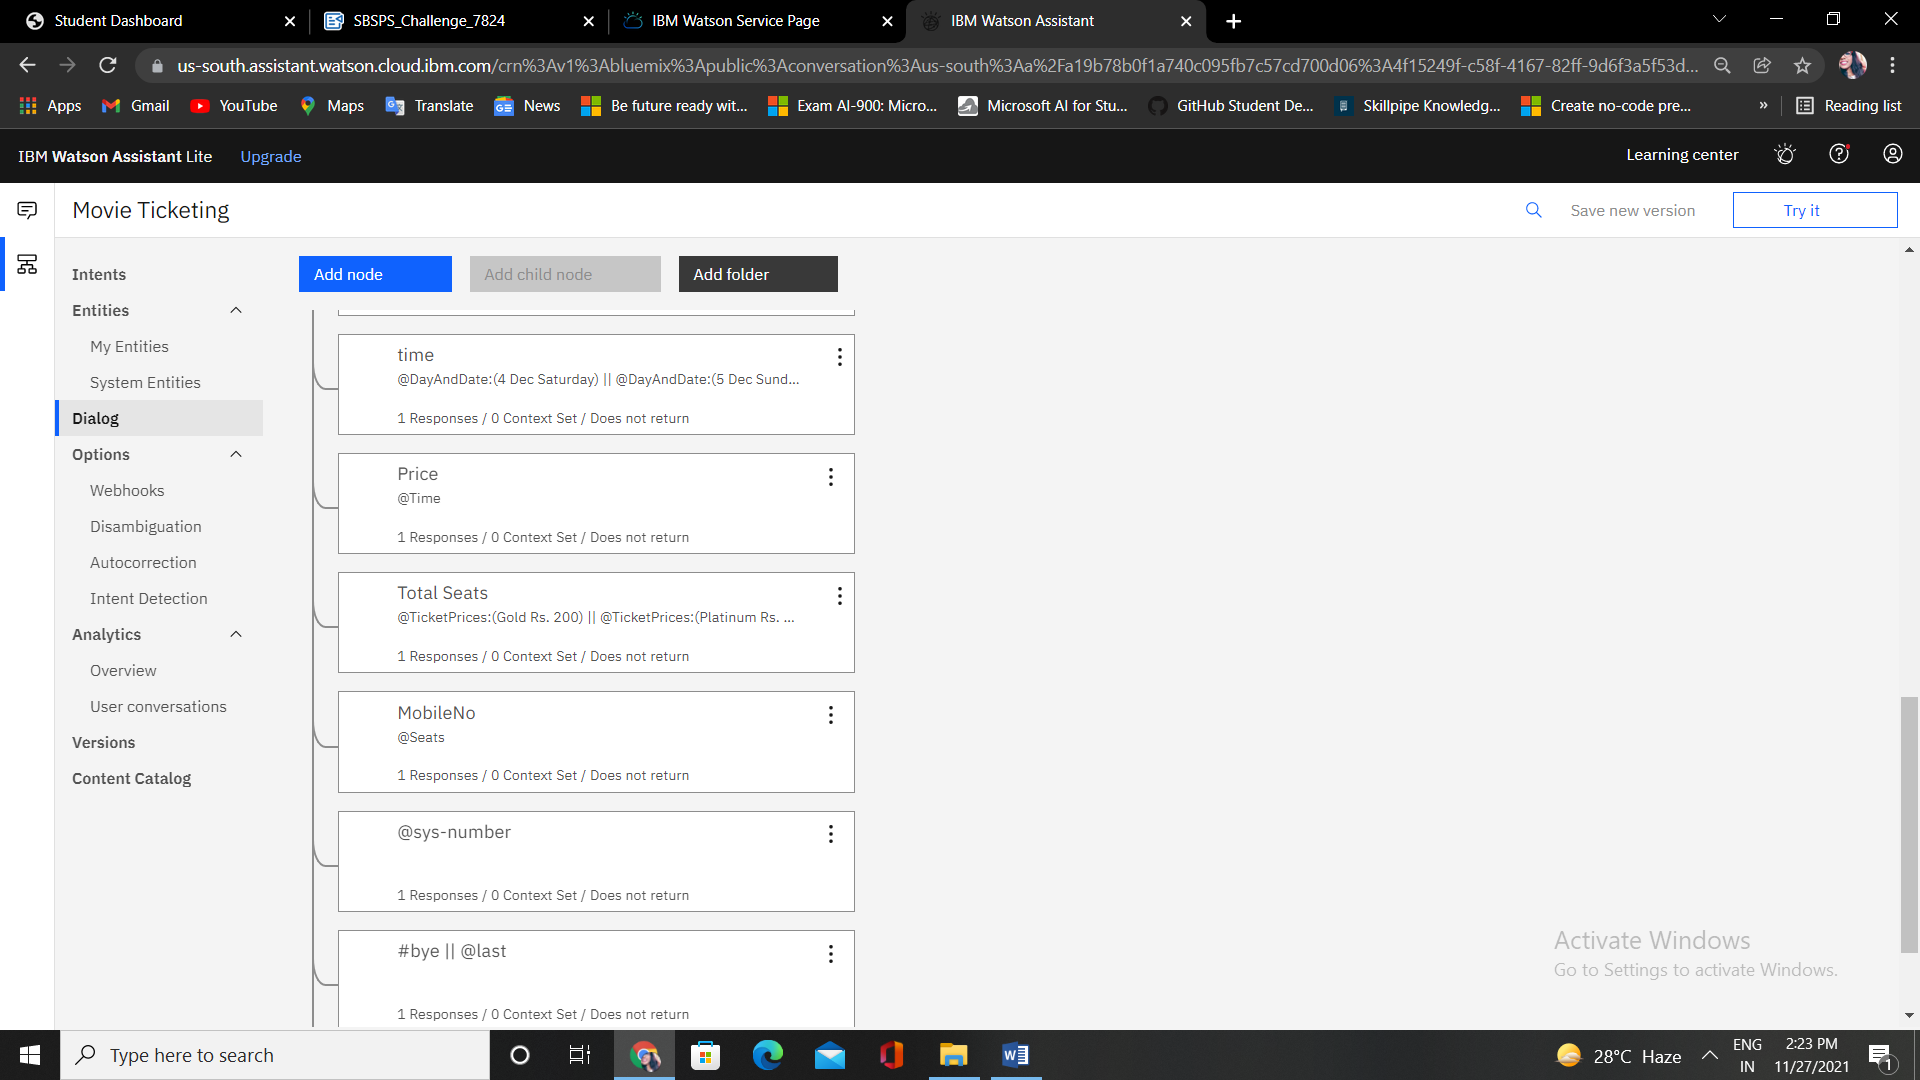 Student Dashboard
SBSPS_Challenge_7824
IBM Watson Service Page
IBM Watson Assistant
us-south.assistant.watson.cloud.ibm.com/crn%3Av1%3Abluemix%3Apublic%3Aconversation%3Aus-south%3Aa%2Fa19b78b0f1a740c095fb7c57cd700d06%3A4f15249f-c58f-4167-82ff-9d6f3a5f53d...
Apps
Gmail
YouTube
Maps
Translate
News
Be future ready wit...
Exam AI-900: Micro...
Microsoft AI for Stu...
GitHub Student De...
Skillpipe Knowledg...
Create no-code pre...
»
Reading list
IBM Watson Assistant Lite
Upgrade
Learning center
Movie Ticketing
Save new version
Try it
Intents
Entities
My Entities
System Entities
Dialog
Options
Webhooks
Disambiguation
Autocorrection
Intent Detection
Analytics
Overview
User conversations
Versions
Content Catalog
Add node
Add child node
Add folder
time
@DayAndDate:(4 Dec Saturday) || @DayAndDate:(5 Dec Sund...
1 Responses / 0 Context Set / Does not return
Price
@Time
1 Responses / 0 Context Set / Does not return
Total Seats
@TicketPrices:(Gold Rs. 200) || @TicketPrices:(Platinum Rs. ...
1 Responses / 0 Context Set / Does not return
MobileNo
@Seats
1 Responses / 0 Context Set / Does not return
@sys-number
1 Responses / 0 Context Set / Does not return
#bye || @last
1 Responses / 0 Context Set / Does not return
Activate Windows
Go to Settings to activate Windows.
Type here to search
28°C Haze
ENG
IN
2:23 PM
11/27/2021
1